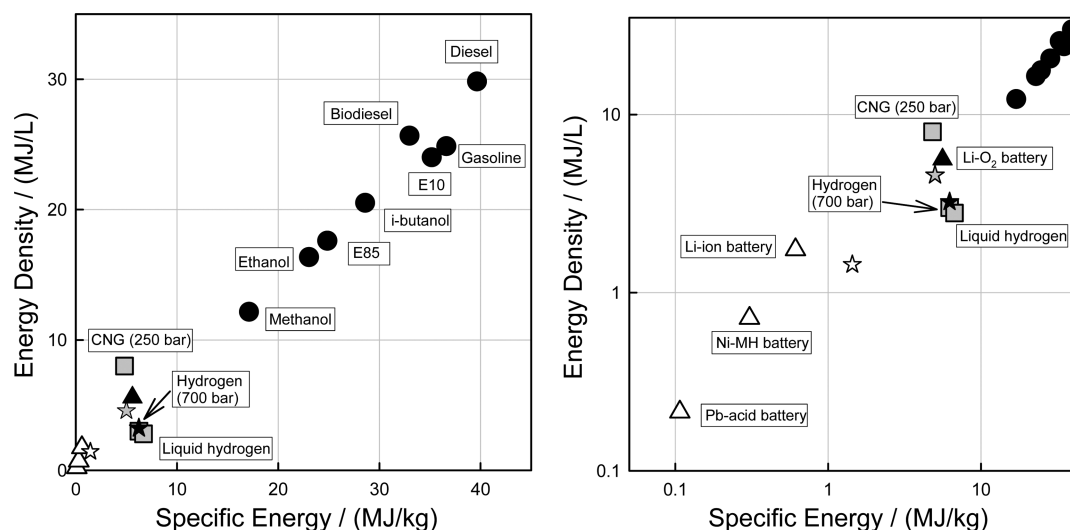 Energy Density / (MJ/L)
30
20
10
0
Diesel
Biodiesel
Gasoline
E10
i-butanol
E85
Ethanol
Methanol
CNG (250 bar)
Hydrogen
(700 bar)
Liquid hydrogen
0
10
20
30
40
Specific Energy / (MJ/kg)
Energy Density / (MJ/L)
10
1
0.1
CNG (250 bar)
Li-O₂ battery
Hydrogen
(700 bar)
Liquid hydrogen
Li-ion battery
Ni-MH battery
Pb-acid battery
0.1
1
10
Specific Energy / (MJ/kg)